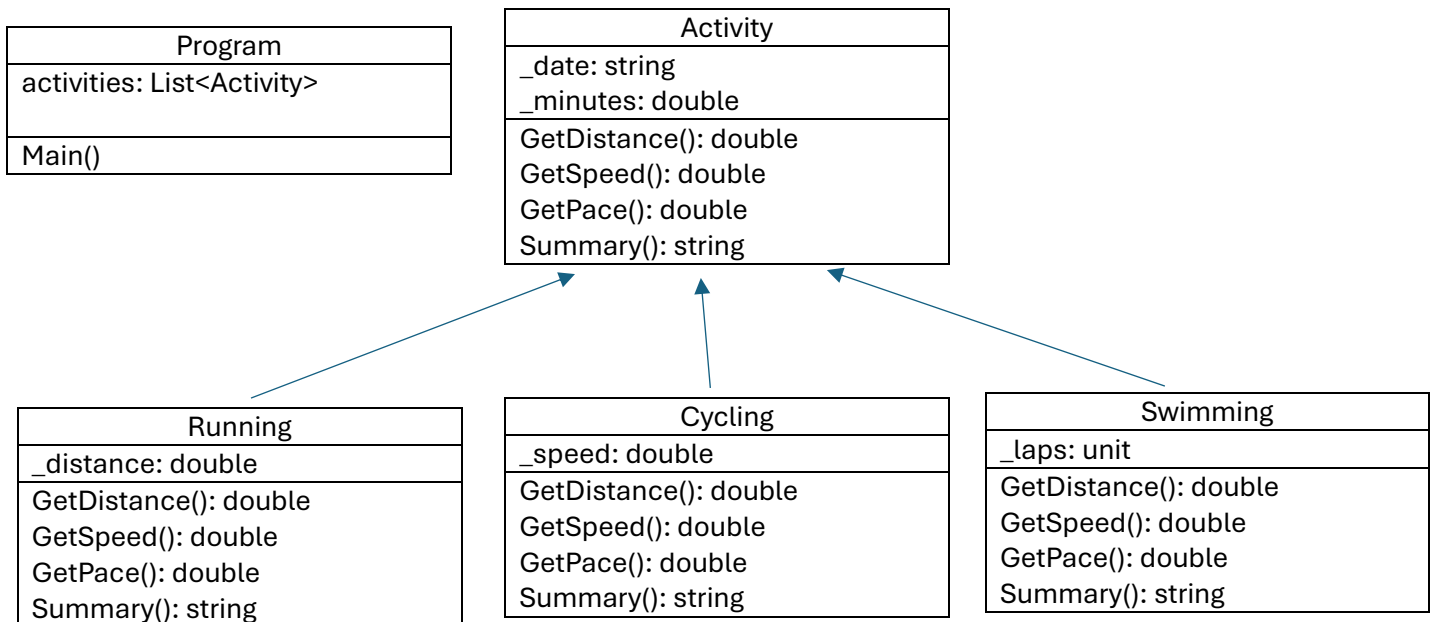 Program
activities: List<Activity>
Main()
Activity
_date: string
_minutes: double
GetDistance(): double
GetSpeed(): double
GetPace(): double
Summary(): string
Running
_distance: double
GetDistance(): double
GetSpeed(): double
GetPace(): double
Summary(): string
Cycling
_speed: double
GetDistance(): double
GetSpeed(): double
GetPace(): double
Summary(): string
Swimming
_laps: unit
GetDistance(): double
GetSpeed(): double
GetPace(): double
Summary(): string